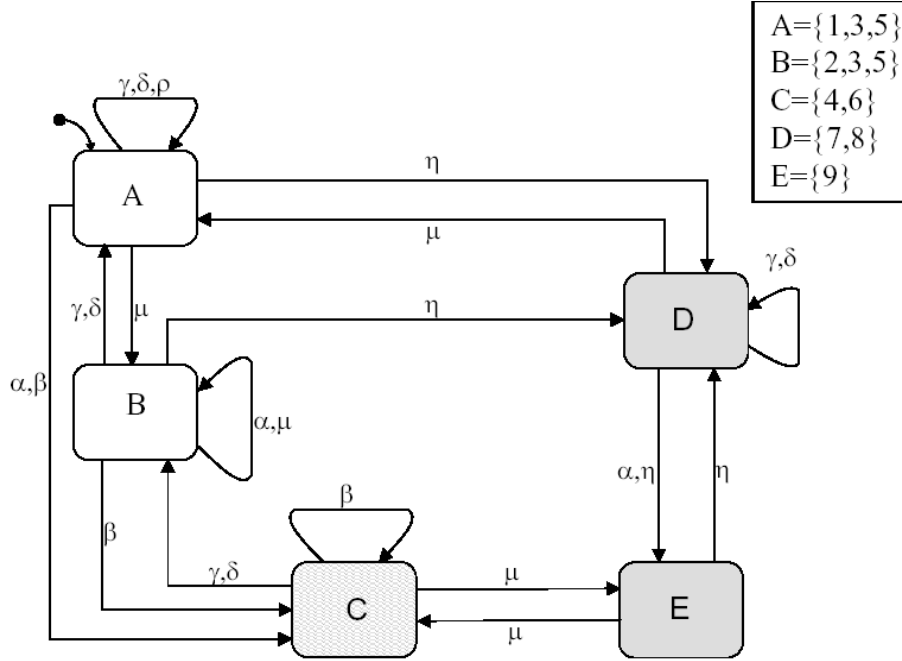 A={1,3,5}
B={2,3,5}
C={4,6}
D={7,8}
E={9}
γ,δ,ρ
η
A
μ
γ,δ
γ,δ
μ
η
D
α,β
B
α,μ
α,η
η
β
β
γ,δ
μ
C
E
μ